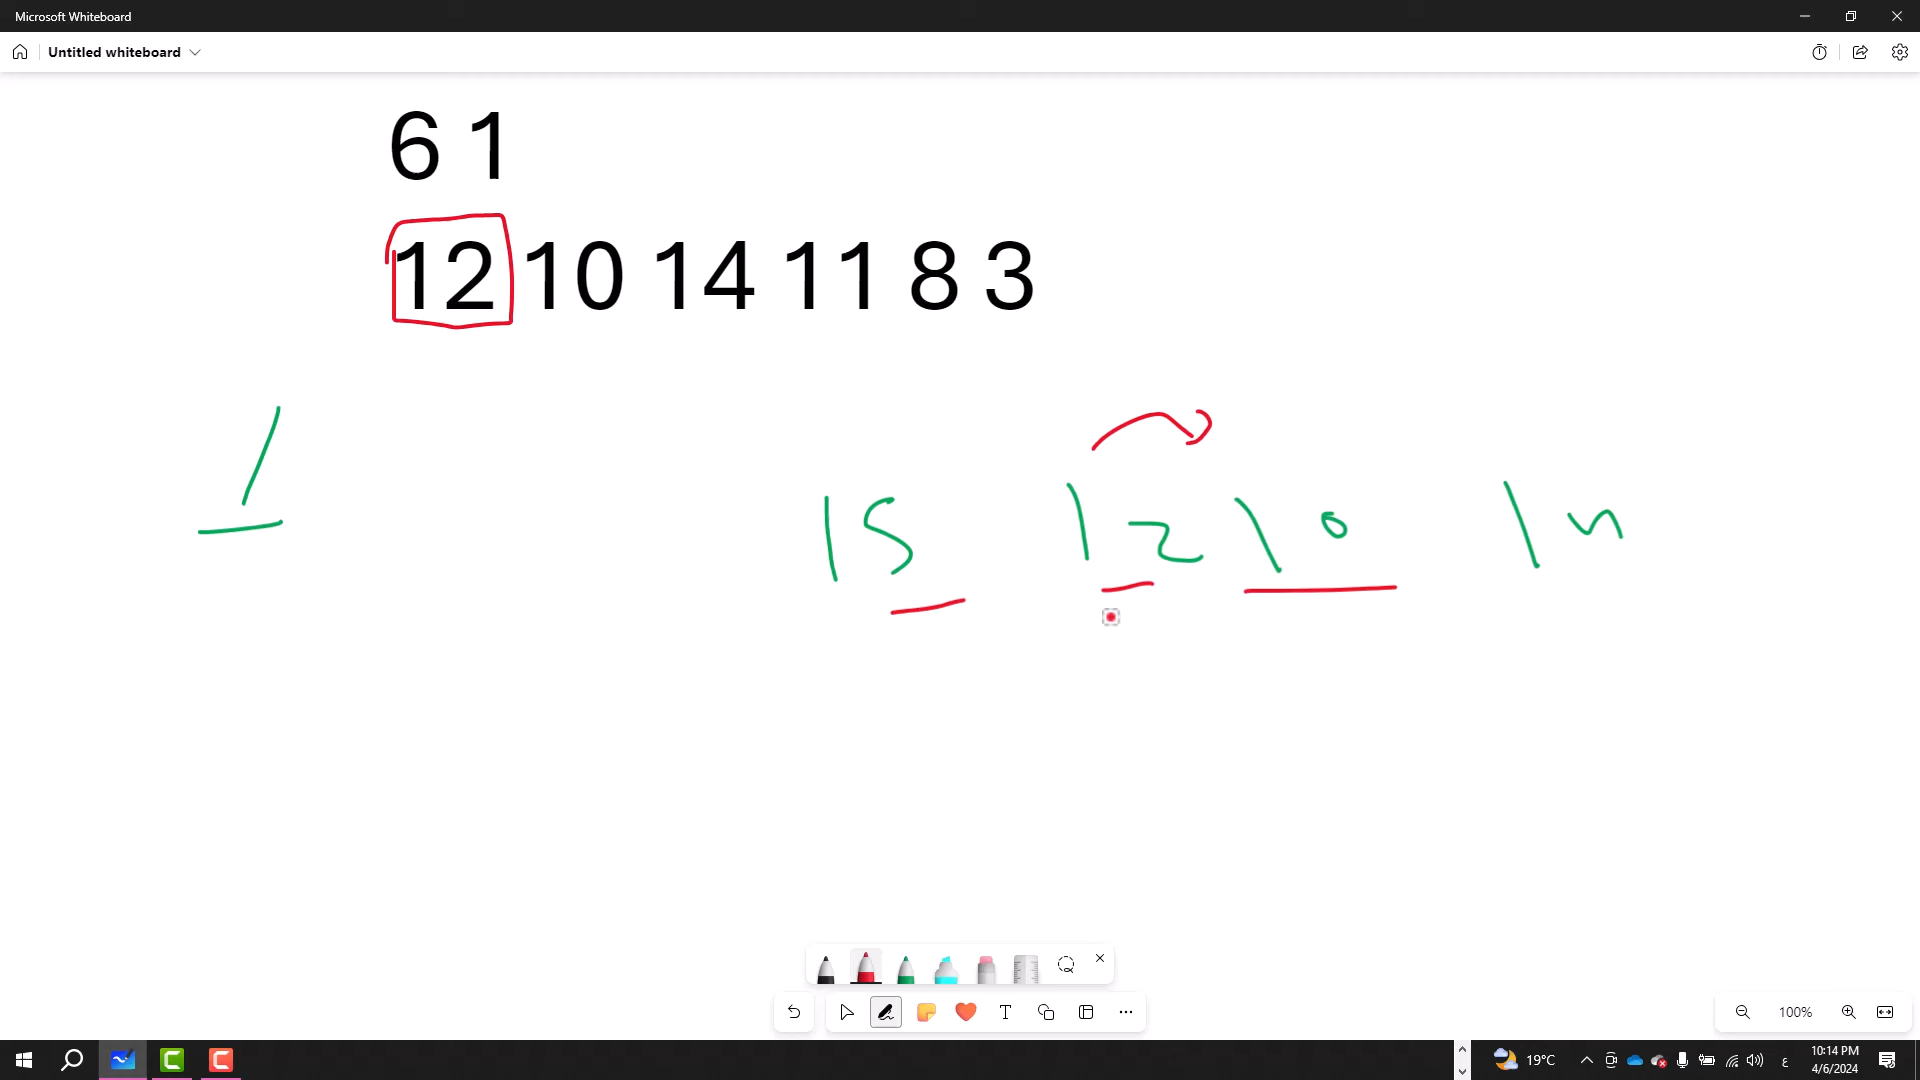 Microsoft Whiteboard
Untitled whiteboard
6 1
12 10 14 11 8 3
1
15 12 10 1
T
100%
19°C
ع
10:14 PM
4/6/2024